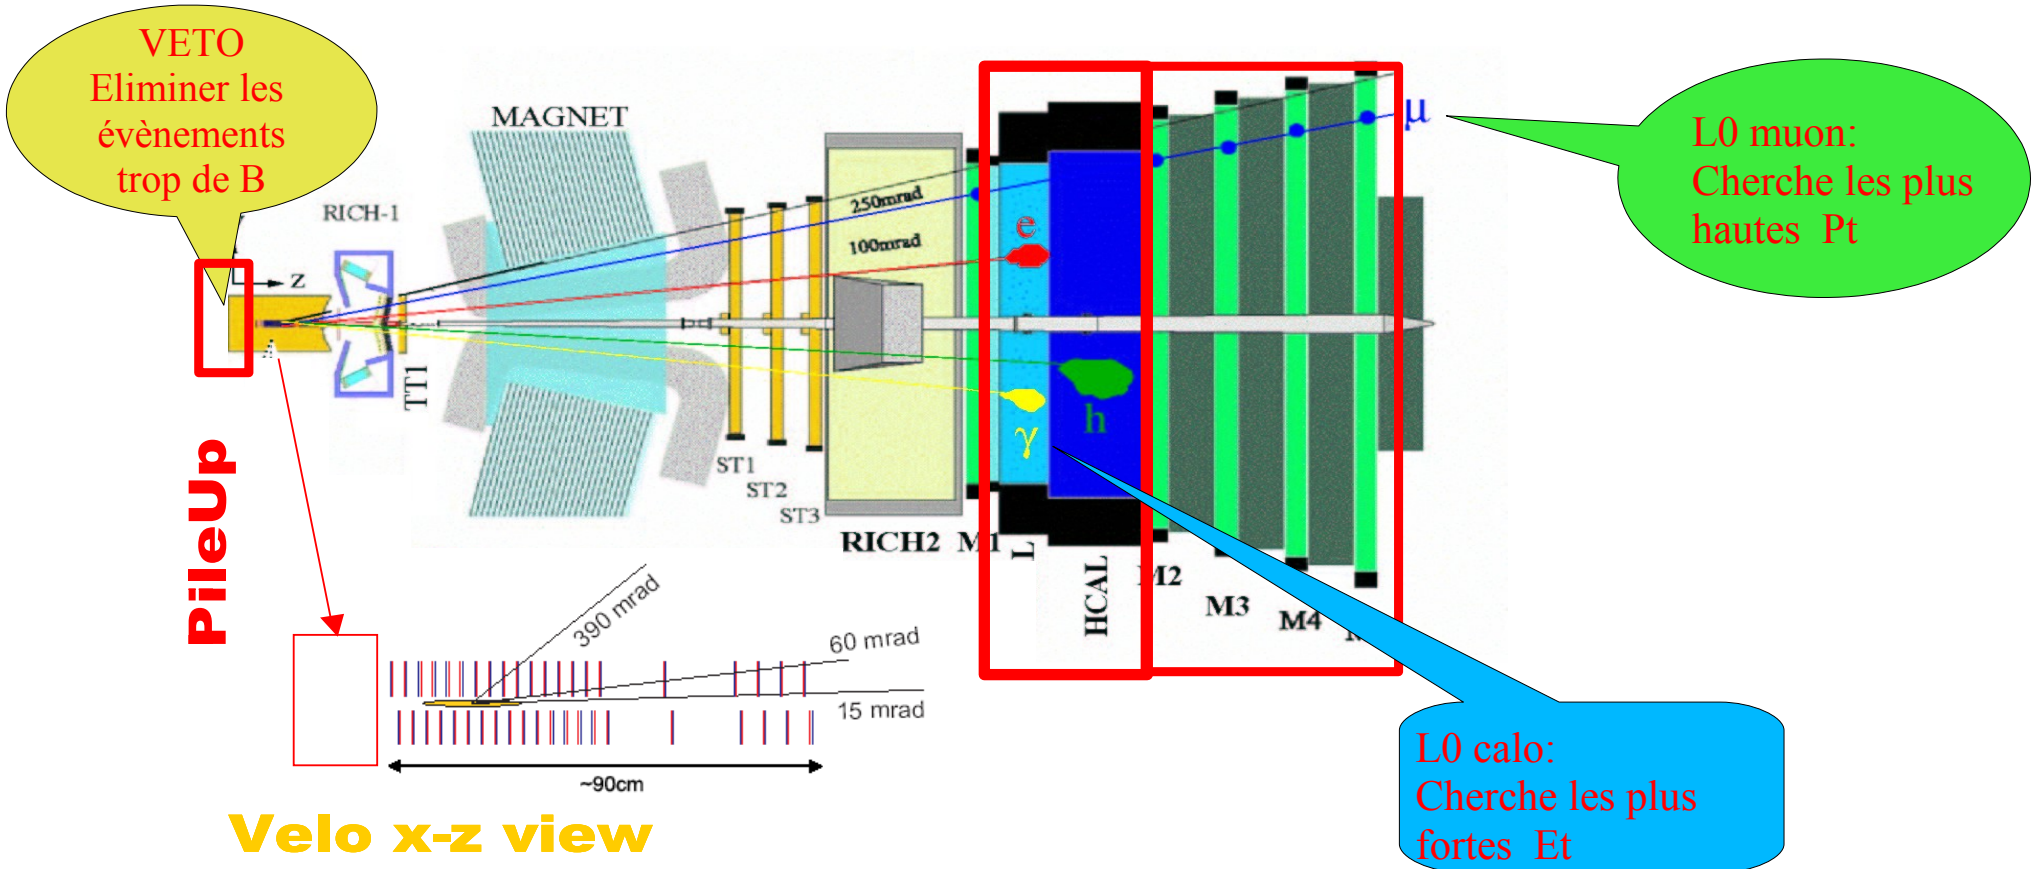 VETO
Eliminer les
évènements
trop de B
MAGNET
μ
L0 muon:
Cherche les plus
hautes Pt
RICH-1
250mrad
e
100mrad
z
TT1
γ
h
ST1
ST2
ST3
RICH2
M1
L
HCAL
M2
M3
M4
PileUp
390 mrad
60 mrad
15 mrad
~90cm
Velo x-z view
L0 calo:
Cherche les plus
fortes Et